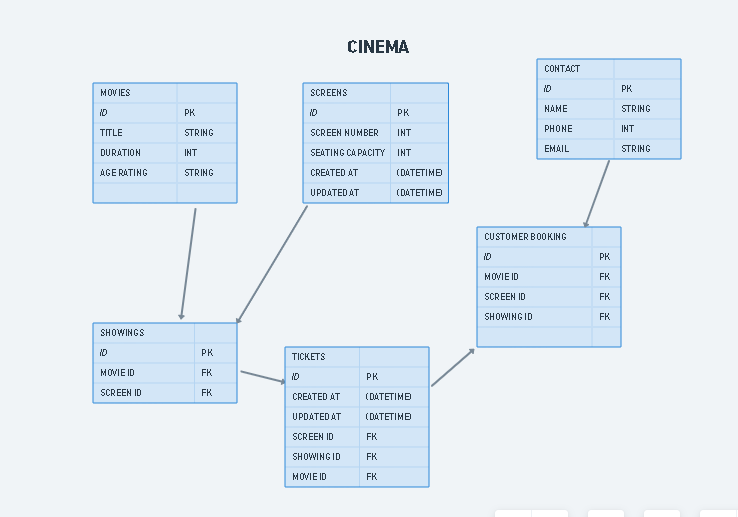 CINEMA
MOVIES
ID PK
TITLE STRING
DURATION INT
AGE RATING STRING
SCREENS
ID PK
SCREEN NUMBER INT
SEATING CAPACITY INT
CREATED AT (DATETIME)
UPDATED AT (DATETIME)
CONTACT
ID PK
NAME STRING
PHONE INT
EMAIL STRING
CUSTOMER BOOKING
ID PK
MOVIE ID FK
SCREEN ID FK
SHOWING ID FK
SHOWINGS
ID PK
MOVIE ID FK
SCREEN ID FK
TICKETS
ID PK
CREATED AT (DATETIME)
UPDATED AT (DATETIME)
SCREEN ID FK
SHOWING ID FK
MOVIE ID FK